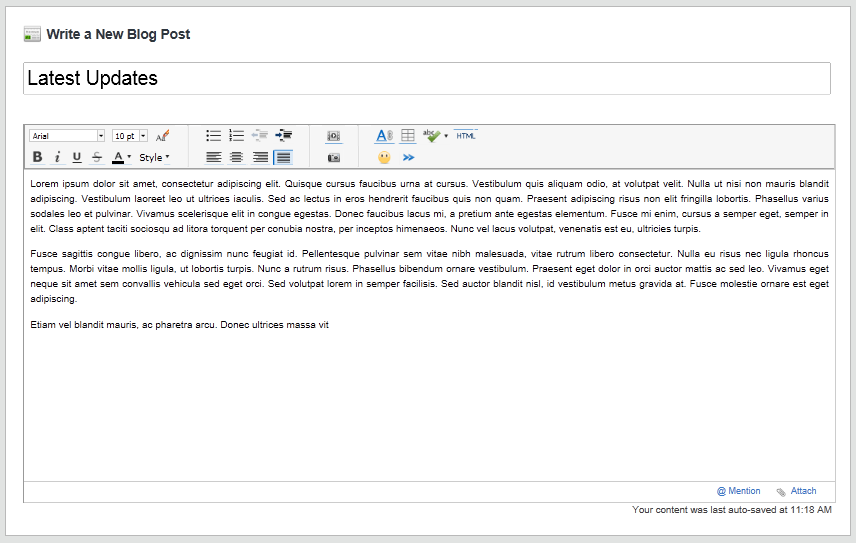 Write a New Blog Post
Latest Updates
Arial 10 pt A abc HTML
B i U S A Style
Lorem ipsum dolor sit amet, consectetur adipiscing elit. Quisque cursus faucibus urna at cursus. Vestibulum quis aliquam odio, at volutpat velit. Nulla ut nisi non mauris blandit
adipiscing. Vestibulum laoreet leo ut ultrices iaculis. Sed ac lectus in eros hendrerit faucibus quis non quam. Praesent adipiscing risus non elit fringilla lobortis. Phasellus varius
sodales leo et pulvinar. Vivamus scelerisque elit in congue egestas. Donec faucibus lacus mi, a pretium ante egestas elementum. Fusce mi enim, cursus a semper eget, semper in
elit. Class aptent taciti sociosqu ad litora torquent per conubia nostra, per inceptos himenaeos. Nunc vel lacus volutpat, venenatis est eu, ultricies turpis.
Fusce sagittis congue libero, ac dignissim nunc feugiat id. Pellentesque pulvinar sem vitae nibh malesuada, vitae rutrum libero consectetur. Nulla eu risus nec ligula rhoncus
tempus. Morbi vitae mollis ligula, ut lobortis turpis. Nunc a rutrum risus. Phasellus bibendum ornare vestibulum. Praesent eget dolor in orci auctor mattis ac sed leo. Vivamus eget
neque sit amet sem convallis vehicula sed eget orci. Sed volutpat lorem in semper facilisis. Sed auctor blandit nisl, id vestibulum metus gravida at. Fusce molestie ornare est eget
adipiscing.
Etiam vel blandit mauris, ac pharetra arcu. Donec ultrices massa vit
@ Mention Attach
Your content was last auto-saved at 11:18 AM